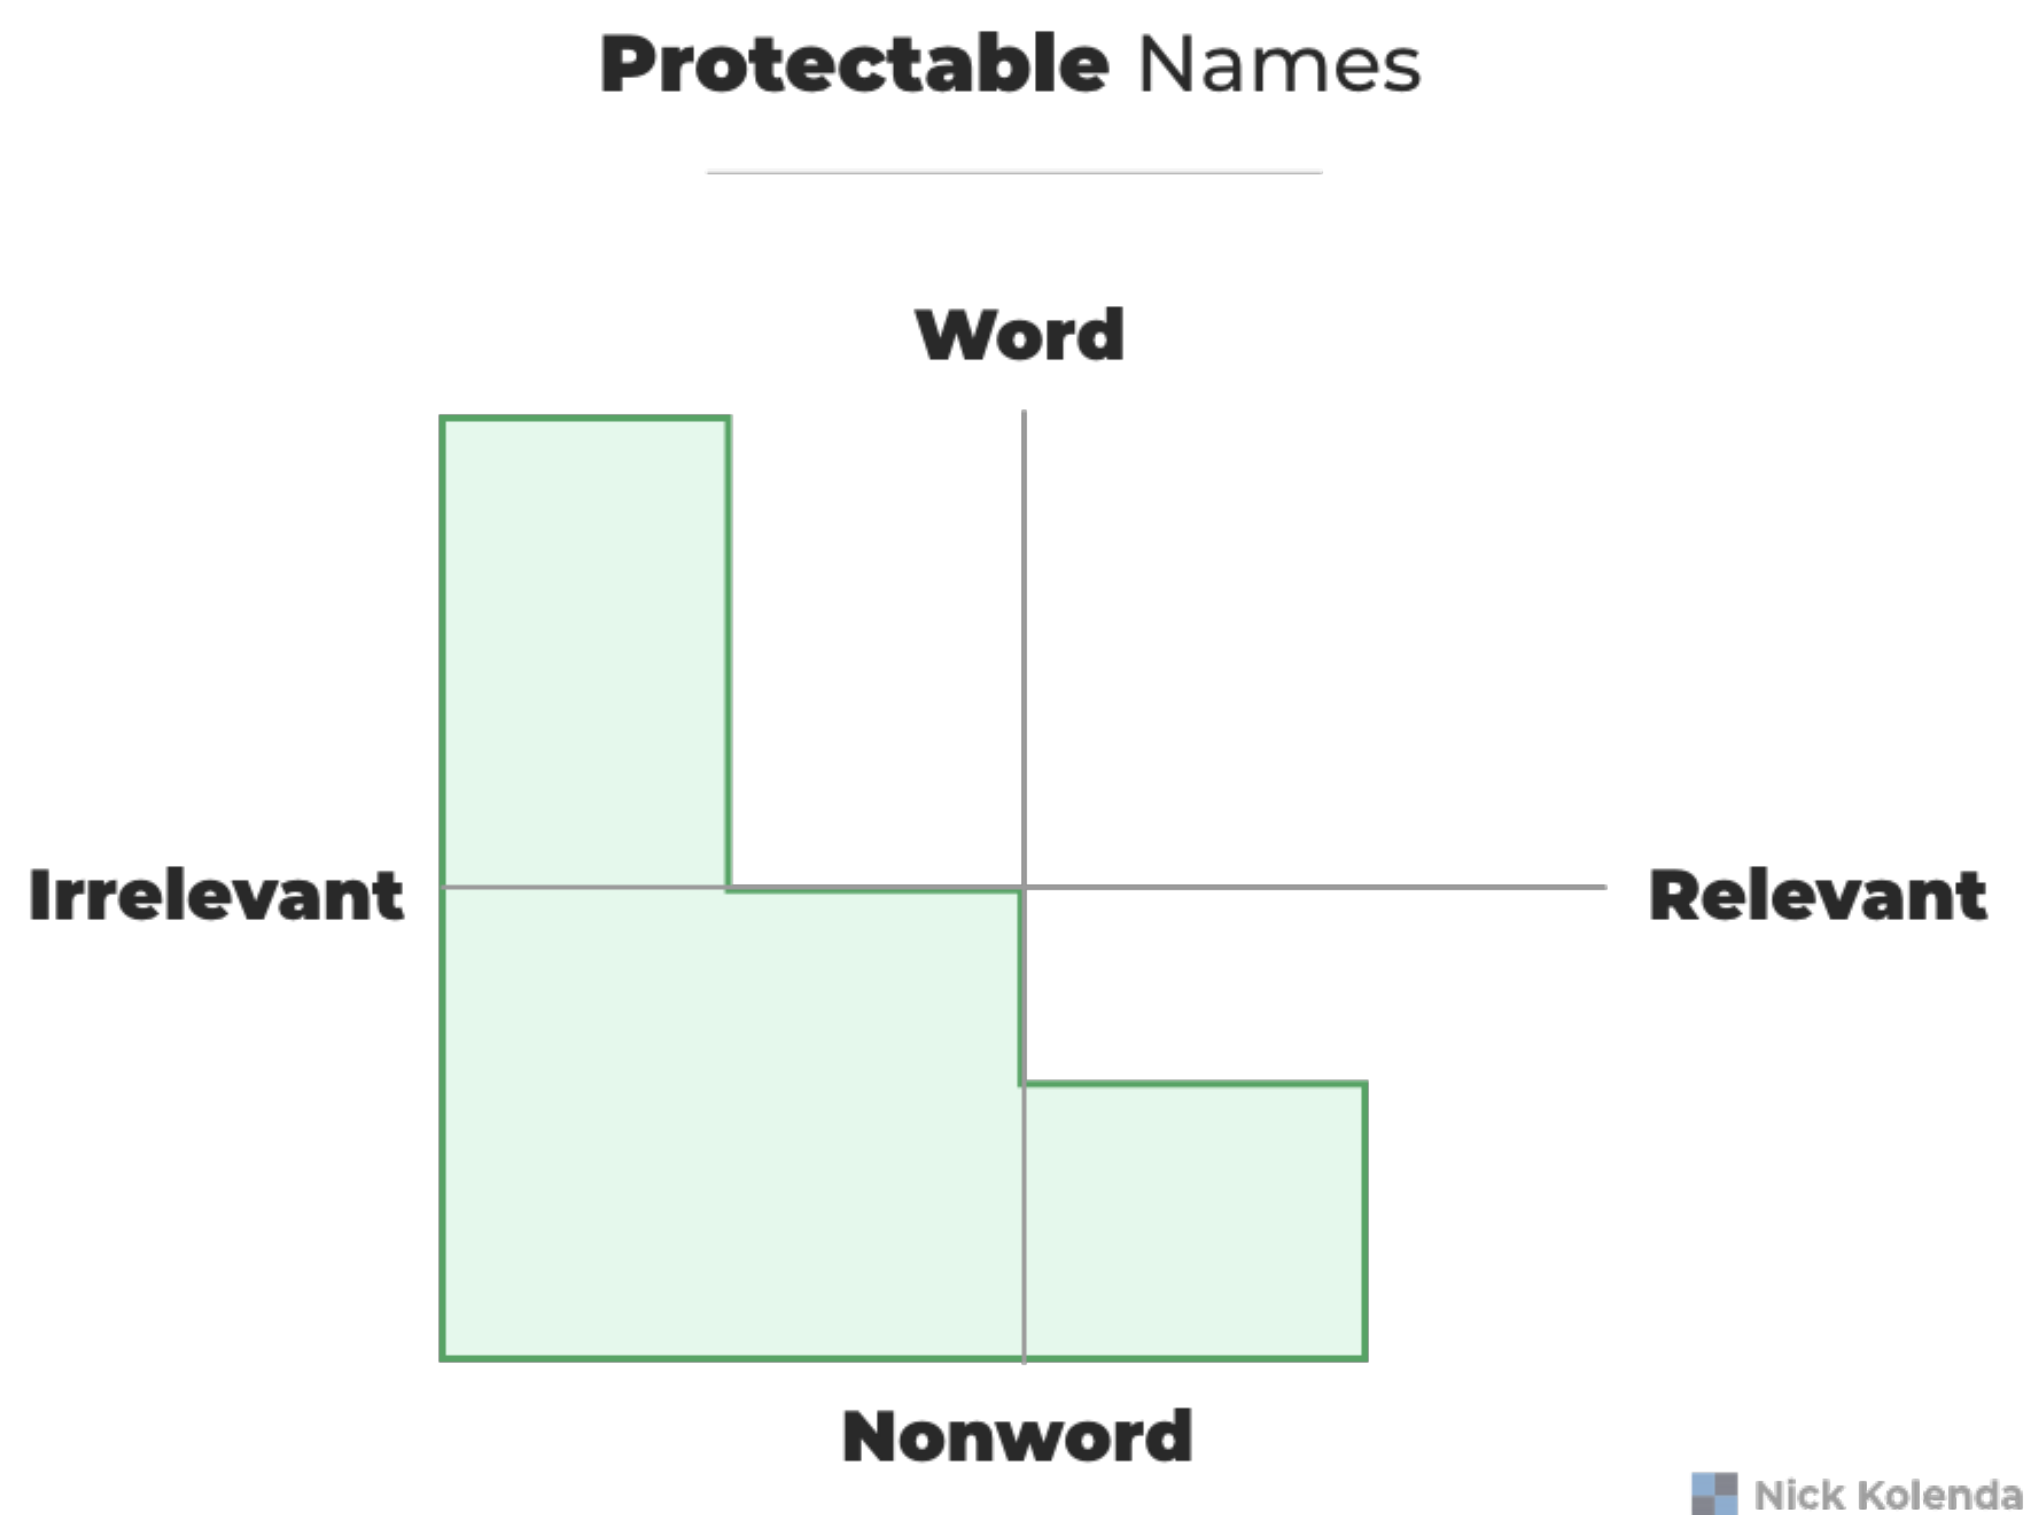 Protectable Names
Word
Irrelevant
Relevant
Nonword
Nick Kolenda